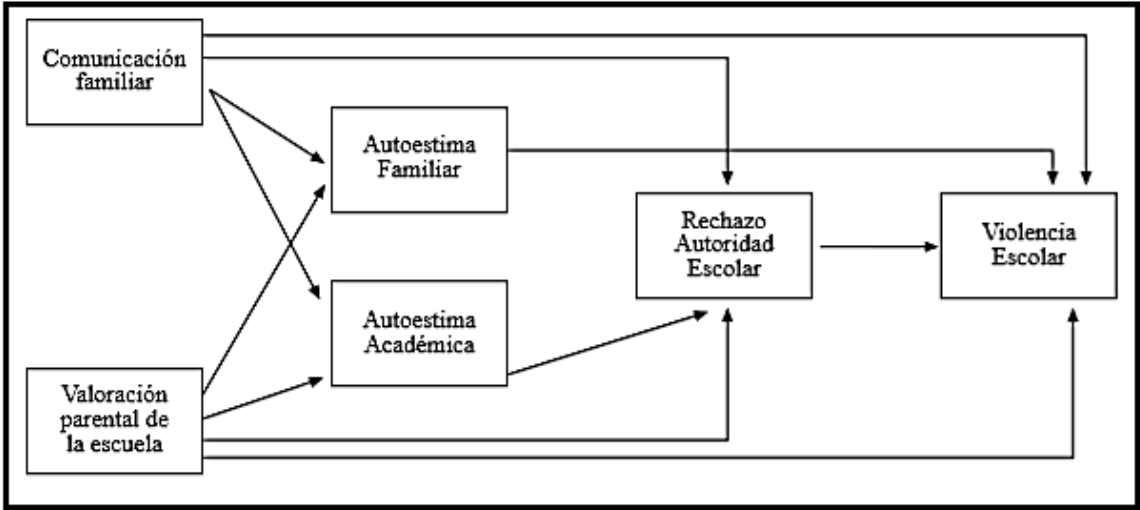 Comunicación
familiar
Autoestima
Familiar
Rechazo
Autoridad
Escolar
Violencia
Escolar
Autoestima
Académica
Valoración
parental de
la escuela